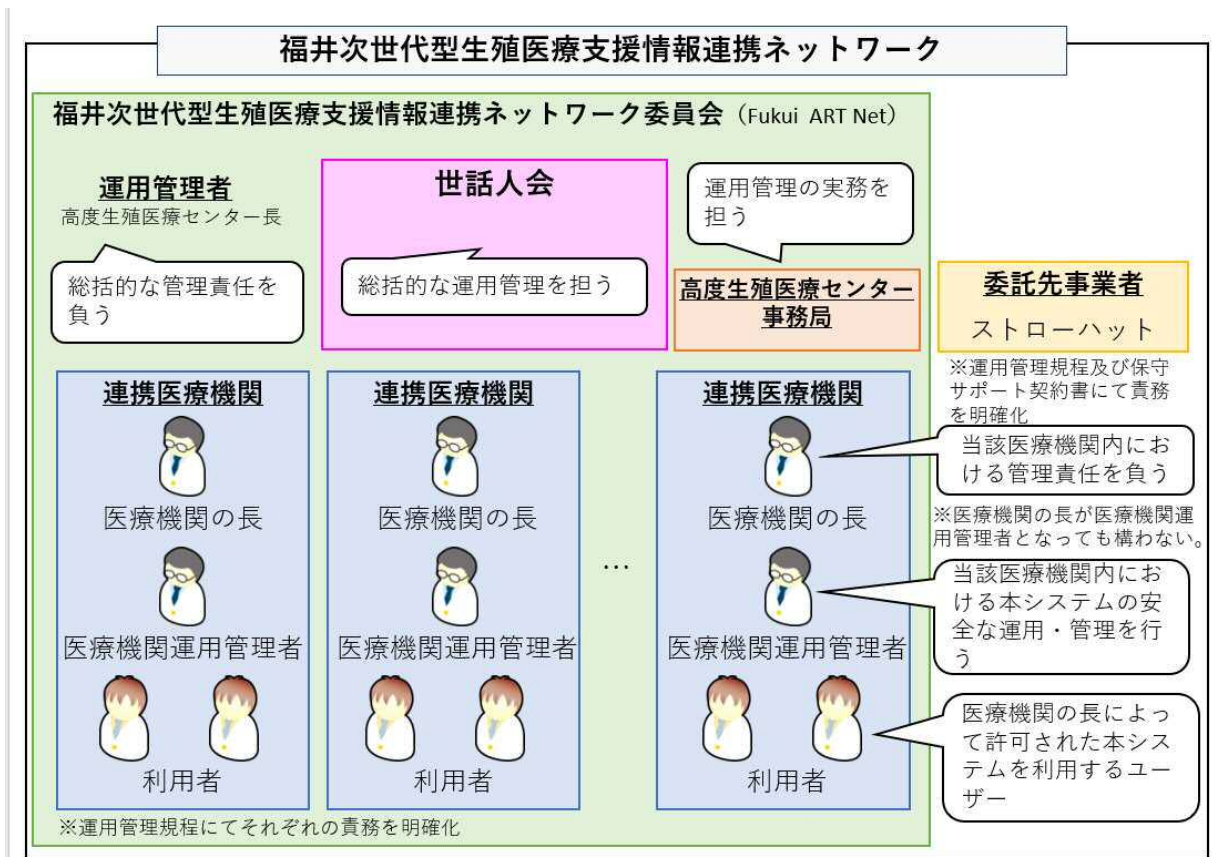 福井次世代型生殖医療支援情報連携ネットワーク
福井次世代型生殖医療支援情報連携ネットワーク委員会（Fukui ART Net）
運用管理者
高度生殖医療センター長
総括的な管理責任を
負う
世話人会
総括的な運用管理を担う
運用管理の実務を
担う
高度生殖医療センター
事務局
委託先事業者
ストローハット
※運用管理規程及び保守
サポート契約書にて責務
を明確化
連携医療機関
医療機関の長
医療機関運用管理者
利用者
連携医療機関
医療機関の長
医療機関運用管理者
利用者
…
連携医療機関
医療機関の長
医療機関運用管理者
利用者
当該医療機関内にお
ける管理責任を負う
※医療機関の長が医療機関運
用管理者となっても構わない。
当該医療機関内にお
ける本システムの安
全な運用・管理を行
う
医療機関の長によっ
て許可された本シス
テムを利用するユー
ザー
※運用管理規程にてそれぞれの責務を明確化